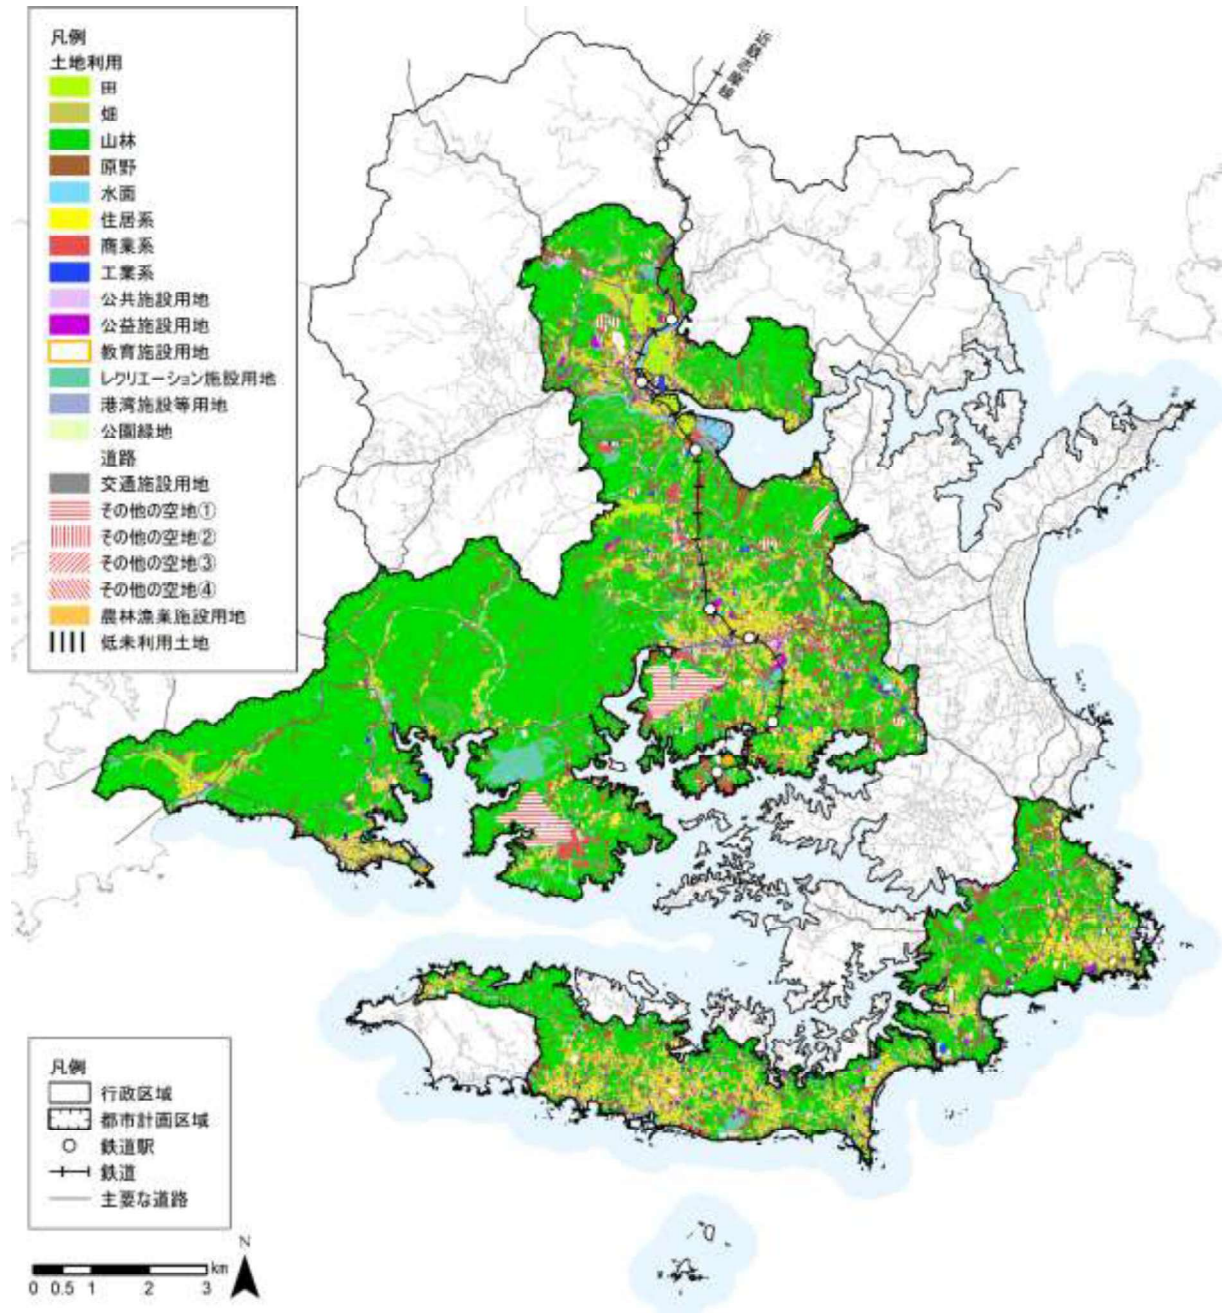 凡例
土地利用
田
畑
山林
原野
水面
住居系
商業系
工業系
公共施設用地
公益施設用地
教育施設用地
レクリエーション施設用地
港湾施設等用地
公園緑地
道路
交通施設用地
その他の空地①
その他の空地②
その他の空地③
その他の空地④
農林漁業施設用地
低未利用土地
近鉄志摩線
凡例
行政区域
都市計画区域
鉄道駅
鉄道
主要な道路
N
km
0 0.5 1 2 3